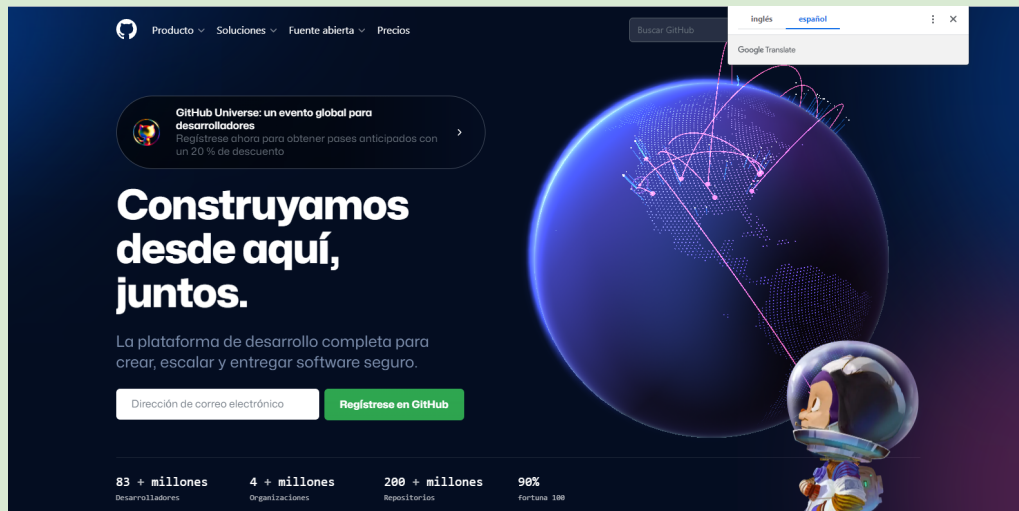 Producto Soluciones Fuente abierta Precios
Buscar GitHub
inglés español
Google Translate
GitHub Universe: un evento global para
desarrolladores
Regístrese ahora para obtener pases anticipados con
un 20 % de descuento
Construyamos
desde aquí,
juntos.
La plataforma de desarrollo completa para
crear, escalar y entregar software seguro.
Dirección de correo electrónico
Regístrese en GitHub
83 + millones 4 + millones 200 + millones 90%
Desarrolladores Organizaciones Repositorios fortuna 100